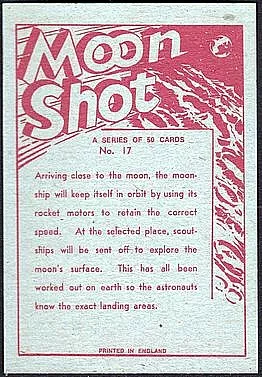 Moon
Shot
A SERIES OF 50 CARDS
No. 17
Arriving close to the moon, the moon-
ship will keep itself in orbit by using its
rocket motors to retain the correct
speed. At the selected place, scout-
ships will be sent off to explore the
moon's surface. This has all been
worked out on earth so the astronauts
know the exact landing areas.
PRINTED IN ENGLAND